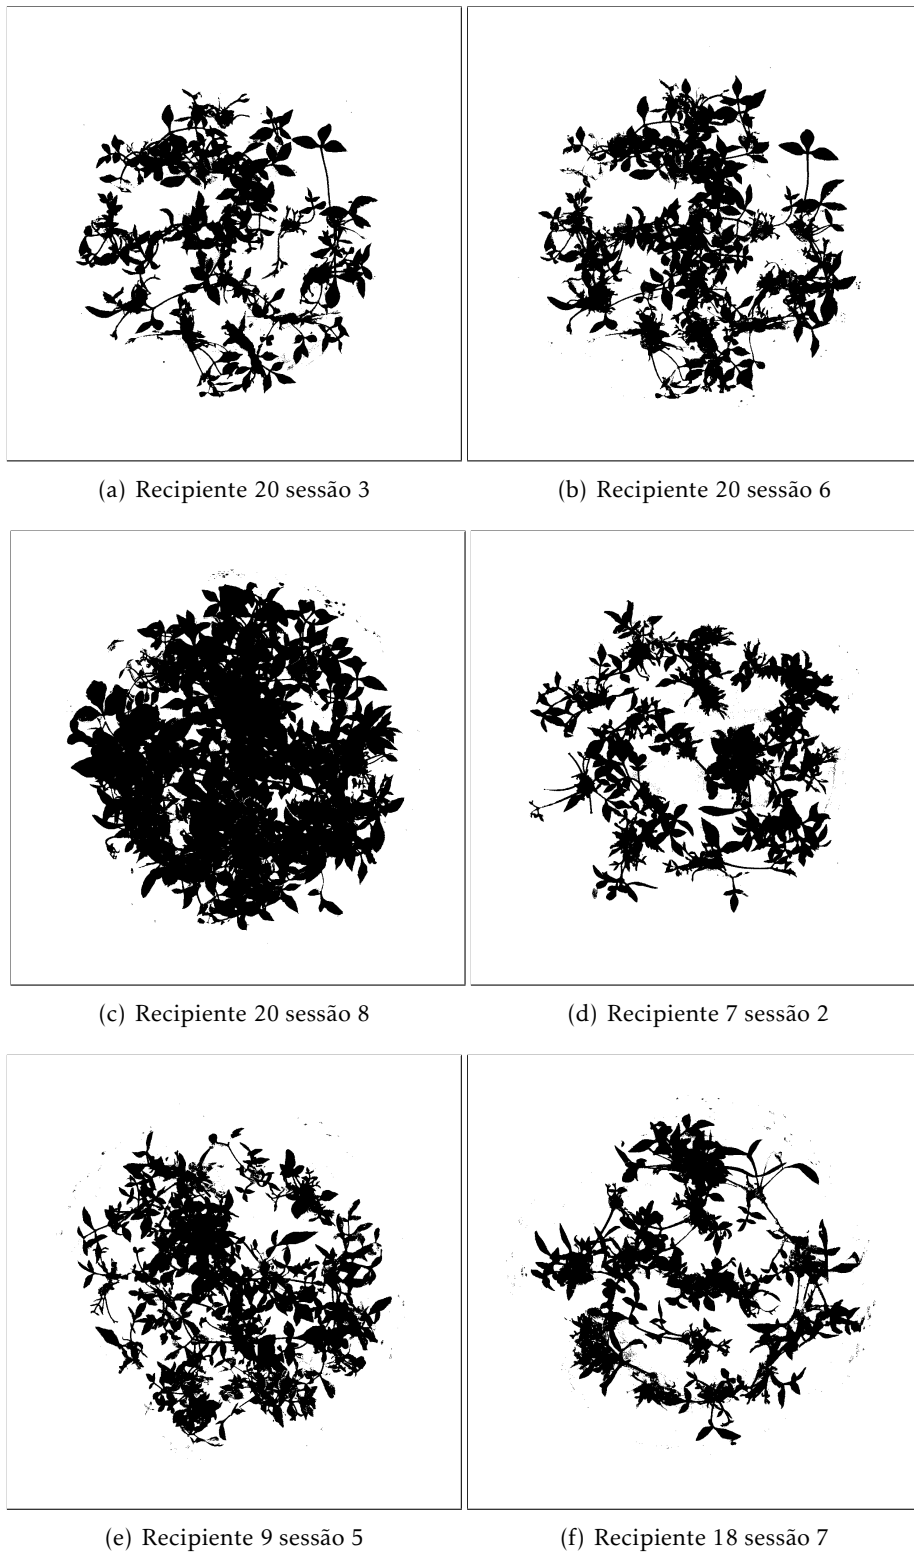 (a) Recipiente 20 sessão 3
(b) Recipiente 20 sessão 6
(c) Recipiente 20 sessão 8
(d) Recipiente 7 sessão 2
(e) Recipiente 9 sessão 5
(f) Recipiente 18 sessão 7